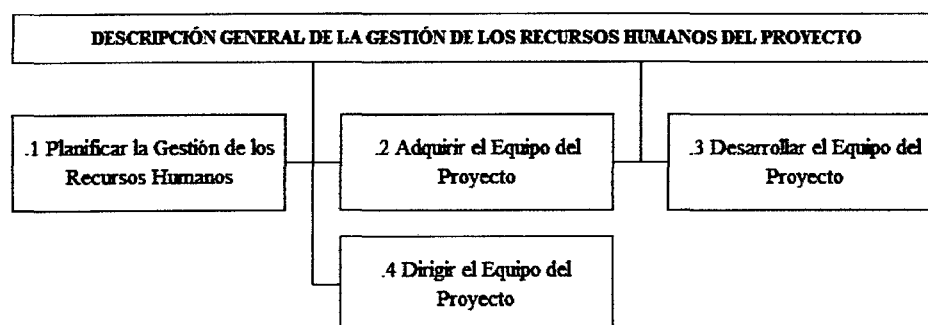 DESCRIPCIÓN GENERAL DE LA GESTIÓN DE LOS RECURSOS HUMANOS DEL PROYECTO
.1 Planificar la Gestión de los
Recursos Humanos
.2 Adquirir el Equipo del
Proyecto
.3 Desarrollar el Equipo del
Proyecto
.4 Dirigir el Equipo del
Proyecto